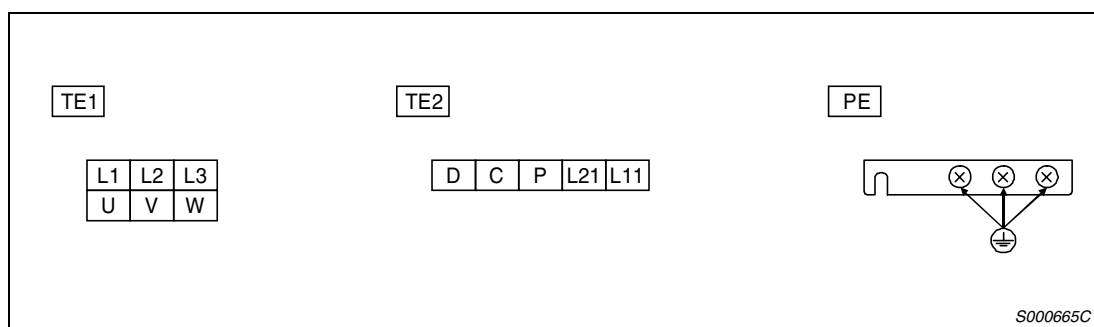 TE1 TE2 PE
L1 L2 L3 D C P L21 L11
U V W
S000665C